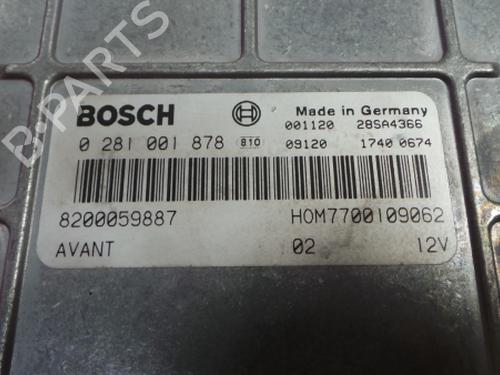 BOSCH Made in Germany
001120 28SA4366
0 281 001 878 810 09120 1740 0674
8200059887 HOM7700109062
AVANT 02 12V
B-PARTS